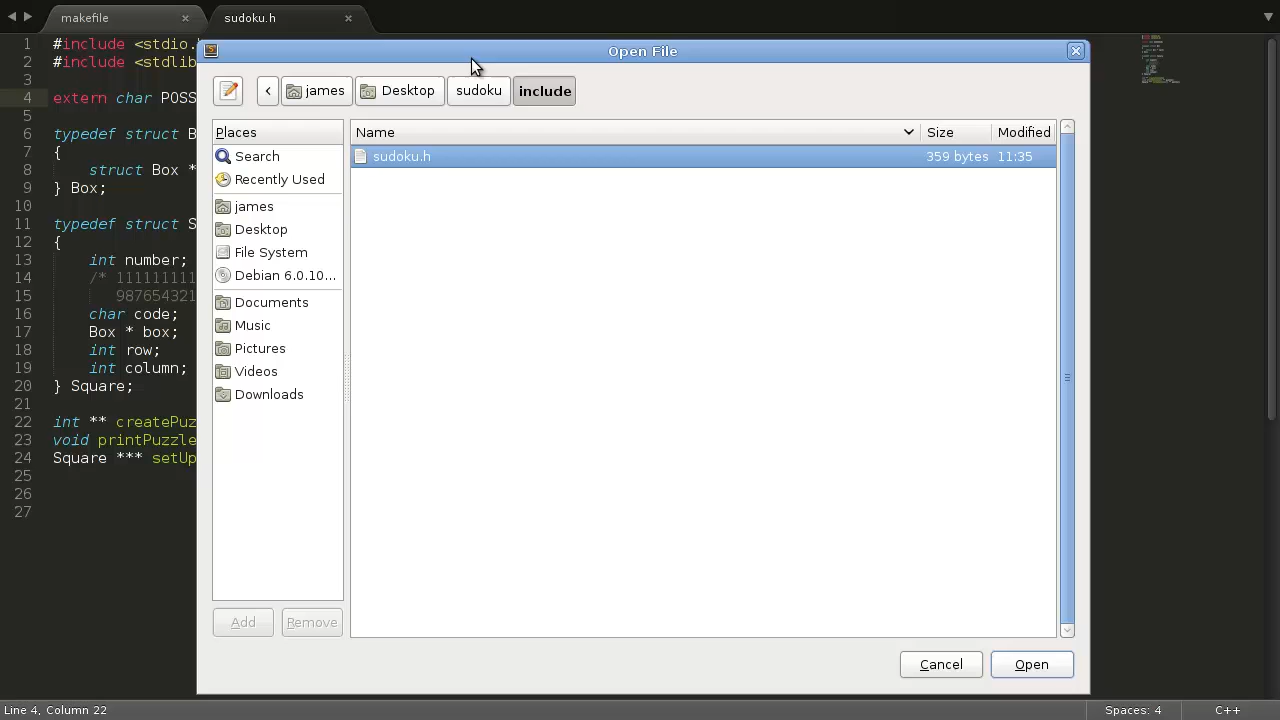 makefile
sudoku.h
Open File
james
Desktop
sudoku
include
Places
Search
Recently Used
james
Desktop
File System
Debian 6.0.10...
Documents
Music
Pictures
Videos
Downloads
Add
Remove
Name
Size
Modified
sudoku.h
359 bytes
11:35
Cancel
Open
1 #include <stdio.
2 #include <stdlib
3
4 extern char POSS
5
6 typedef struct B
7 {
8 struct Box *
9 } Box;
10
11 typedef struct S
12 {
13 int number;
14 /* 111111111
15 987654321
16 char code;
17 Box * box;
18 int row;
19 int column;
20 } Square;
21
22 int ** createPuz
23 void printPuzzle
24 Square *** setUp
25
26
27
Line 4, Column 22
Spaces: 4
C++